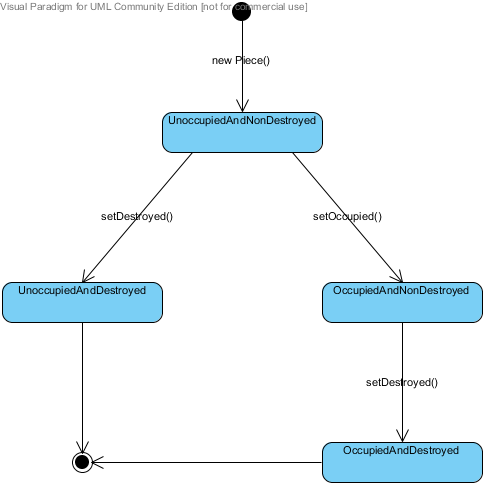 Visual Paradigm for UML Community Edition [not for commercial use]
new Piece()
UnoccupiedAndNonDestroyed
setDestroyed()
setOccupied()
UnoccupiedAndDestroyed
OccupiedAndNonDestroyed
setDestroyed()
OccupiedAndDestroyed